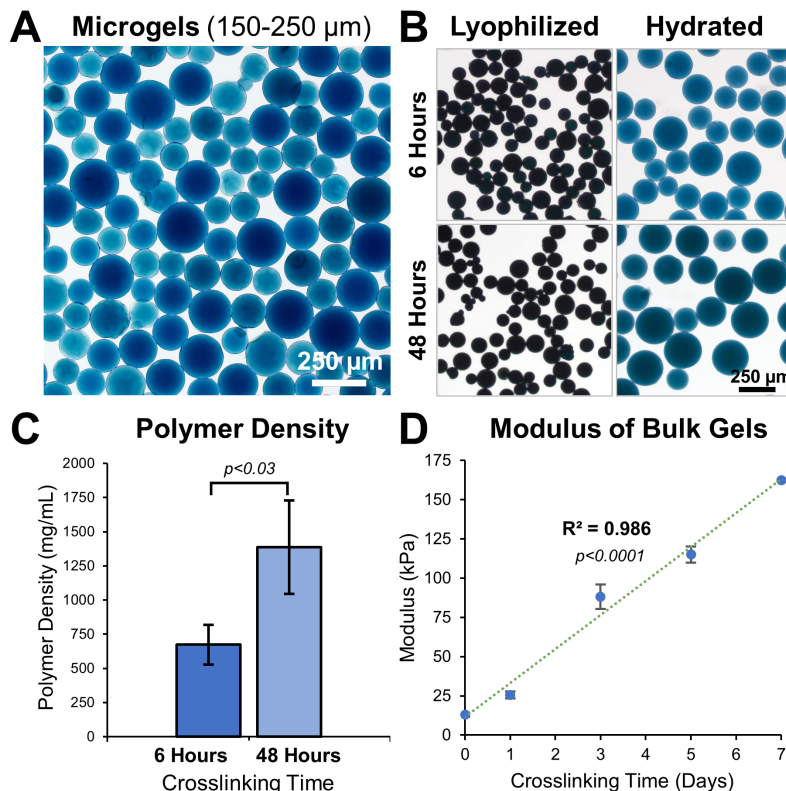 A Microgels (150-250 µm)
250 µm
B Lyophilized Hydrated
6 Hours
48 Hours
250 µm
C Polymer Density
Polymer Density (mg/mL)
2000
1750
1500
1250
1000
750
500
250
0
p<0.03
6 Hours 48 Hours
Crosslinking Time
D Modulus of Bulk Gels
Modulus (kPa)
175
150
125
100
75
50
25
0
R² = 0.986
p<0.0001
0 1 2 3 4 5 6 7
Crosslinking Time (Days)